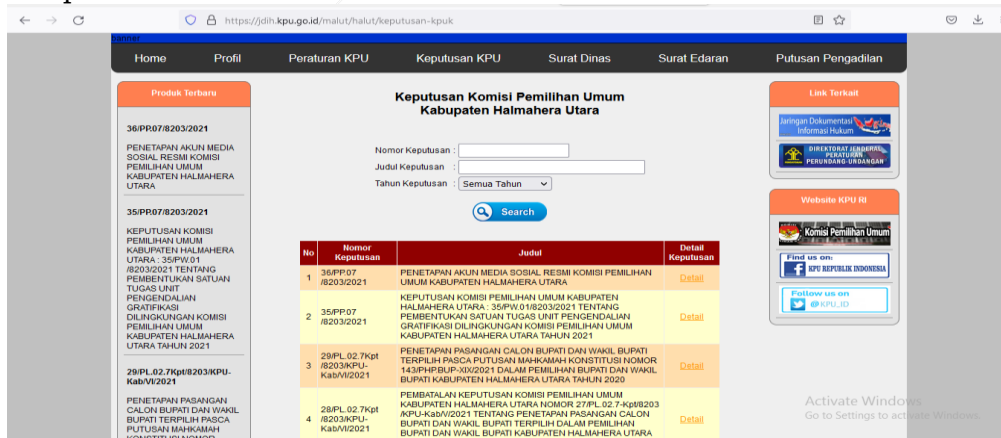 https://jdih.kpu.go.id/malut/halut/keputusan-kpuk
banner
Home Profil Peraturan KPU Keputusan KPU Surat Dinas Surat Edaran Putusan Pengadilan
Produk Terbaru
36/PP.07/8203/2021
PENETAPAN AKUN MEDIA
SOSIAL RESMI KOMISI
PEMILIHAN UMUM
KABUPATEN HALMAHERA
UTARA
35/PP.07/8203/2021
KEPUTUSAN KOMISI
PEMILIHAN UMUM
KABUPATEN HALMAHERA
UTARA : 35/PW.01
/8203/2021 TENTANG
PEMBENTUKAN SATUAN
TUGAS UNIT
PENGENDALIAN
GRATIFIKASI
DILINGKUNGAN KOMISI
PEMILIHAN UMUM
KABUPATEN HALMAHERA
UTARA TAHUN 2021
29/PL.02.7Kpt/8203/KPU-
Kab/VI/2021
PENETAPAN PASANGAN
CALON BUPATI DAN WAKIL
BUPATI TERPILIH PASCA
PUTUSAN MAHKAMAH
KONSTITUSI NOMOR
Keputusan Komisi Pemilihan Umum
Kabupaten Halmahera Utara
Nomor Keputusan :
Judul Keputusan :
Tahun Keputusan : Semua Tahun
Search
No Nomor Keputusan Judul Detail Keputusan
1 36/PP.07
/8203/2021
PENETAPAN AKUN MEDIA SOSIAL RESMI KOMISI PEMILIHAN
UMUM KABUPATEN HALMAHERA UTARA
Detail
2 35/PP.07
/8203/2021
KEPUTUSAN KOMISI PEMILIHAN UMUM KABUPATEN
HALMAHERA UTARA : 35/PW.01/8203/2021 TENTANG
PEMBENTUKAN SATUAN TUGAS UNIT PENGENDALIAN
GRATIFIKASI DILINGKUNGAN KOMISI PEMILIHAN UMUM
KABUPATEN HALMAHERA UTARA TAHUN 2021
Detail
3 29/PL.02.7Kpt
/8203/KPU-
Kab/VI/2021
PENETAPAN PASANGAN CALON BUPATI DAN WAKIL BUPATI
TERPILIH PASCA PUTUSAN MAHKAMAH KONSTITUSI NOMOR
143/PHP.BUP-XIX/2021 DALAM PEMILIHAN BUPATI DAN WAKIL
BUPATI KABUPATEN HALMAHERA UTARA TAHUN 2020
Detail
4 28/PL.02.7Kpt
/8203/KPU-
Kab/VI/2021
PEMBATALAN KEPUTUSAN KOMISI PEMILIHAN UMUM
KABUPATEN HALMAHERA UTARA NOMOR 27/PL.02.7-Kpt/8203
/KPU-Kab/V/2021 TENTANG PENETAPAN PASANGAN CALON
BUPATI DAN WAKIL BUPATI TERPILIH DALAM PEMILIHAN
BUPATI DAN WAKIL BUPATI KABUPATEN HALMAHERA UTARA
Detail
Link Terkait
Jaringan Dokumentasi
Informasi Hukum
DIREKTORAT JENDERAL
PERATURAN
PERUNDANG-UNDANGAN
Website KPU RI
Komisi Pemilihan Umum
Find us on:
KPU REPUBLIK INDONESIA
Follow us on
@KPU_ID
Activate Windows
Go to Settings to activate Windows.